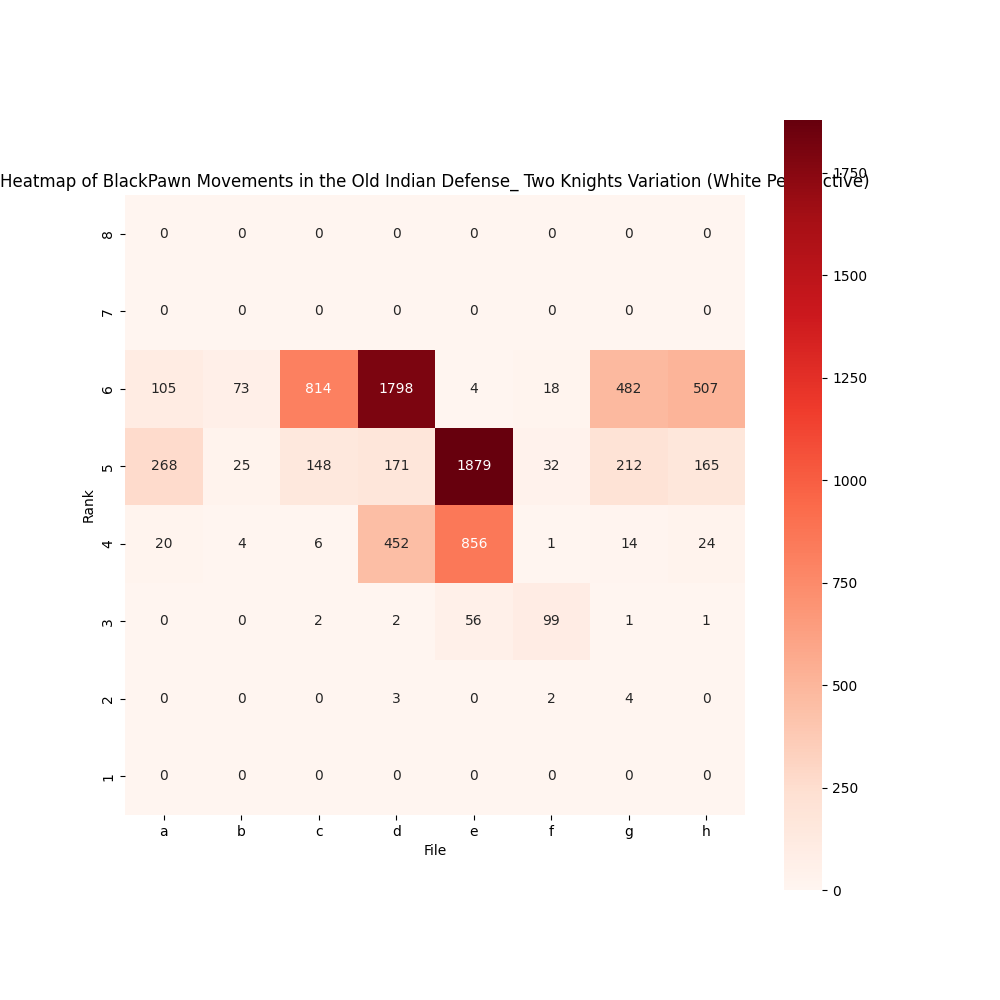 Heatmap of BlackPawn Movements in the Old Indian Defense_ Two Knights Variation (White Pe ctive)
1750
8 0 0 0 0 0 0 0 0
1500
7 0 0 0 0 0 0 0 0
1250
6 105 73 814 1798 4 18 482 507
1000
5 268 25 148 171 1879 32 212 165
Rank
4 20 4 6 452 856 1 14 24
750
3 0 0 2 2 56 99 1 1
500
2 0 0 0 3 0 2 4 0
250
1 0 0 0 0 0 0 0 0
a b c d e f g h
File
0